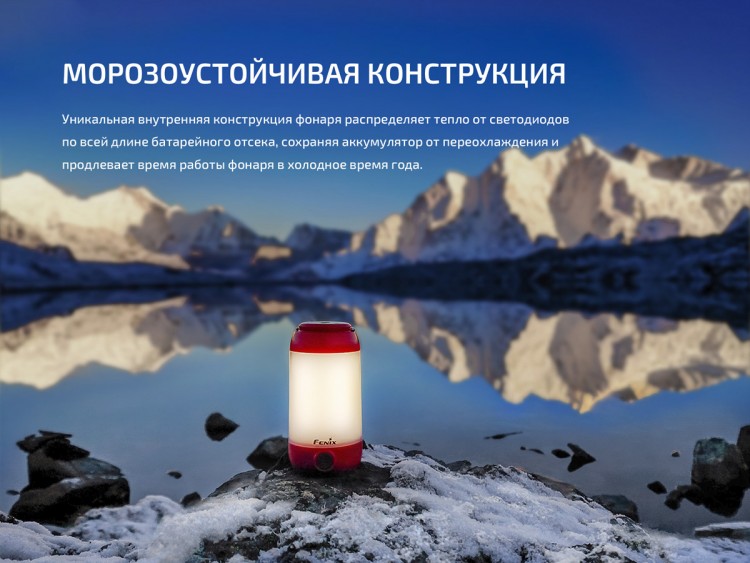 МОРОЗОУСТОЙЧИВАЯ КОНСТРУКЦИЯ
Уникальная внутренняя конструкция фонаря распределяет тепло от светодиодов
по всей длине батарейного отсека, сохраняя аккумулятор от переохлаждения и
продлевает время работы фонаря в холодное время года.
FENIX